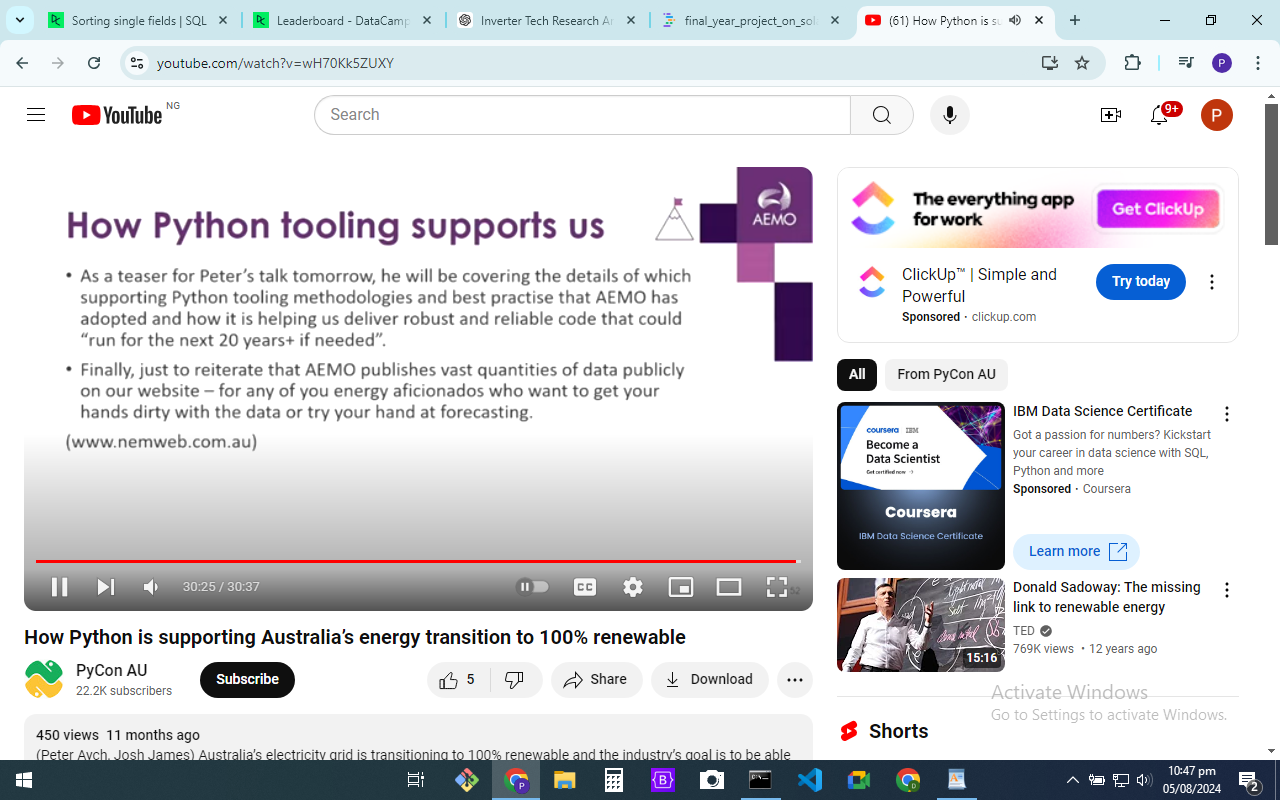 Sorting single fields | SQL
Leaderboard - DataCamp
Inverter Tech Research Ar
final_year_project_on_sola
(61) How Python is su
youtube.com/watch?v=wH70Kk5ZUXY
P
YouTube NG
Search
9+
P
How Python tooling supports us
AEMO
• As a teaser for Peter's talk tomorrow, he will be covering the details of which
supporting Python tooling methodologies and best practise that AEMO has
adopted and how it is helping us deliver robust and reliable code that could
"run for the next 20 years+ if needed".
• Finally, just to reiterate that AEMO publishes vast quantities of data publicly
on our website – for any of you energy aficionados who want to get your
hands dirty with the data or try your hand at forecasting.
(www.nemweb.com.au)
30:25 / 30:37
CC
52
How Python is supporting Australia's energy transition to 100% renewable
PyCon AU
22.2K subscribers
Subscribe
5
Share
Download
450 views 11 months ago
(Peter Aych, Josh James) Australia's electricity grid is transitioning to 100% renewable and the industry's goal is to be able
The everything app
for work
Get ClickUp
ClickUp™ | Simple and
Powerful
Sponsored · clickup.com
Try today
All
From PyCon AU
coursera IBM
Become a
Data Scientist
Get certified now →
Coursera
IBM Data Science Certificate
IBM Data Science Certificate
Got a passion for numbers? Kickstart
your career in data science with SQL,
Python and more
Sponsored · Coursera
Learn more
15:16
Donald Sadoway: The missing
link to renewable energy
TED
769K views • 12 years ago
Shorts
Activate Windows
Go to Settings to activate Windows.
10:47 pm
05/08/2024
2